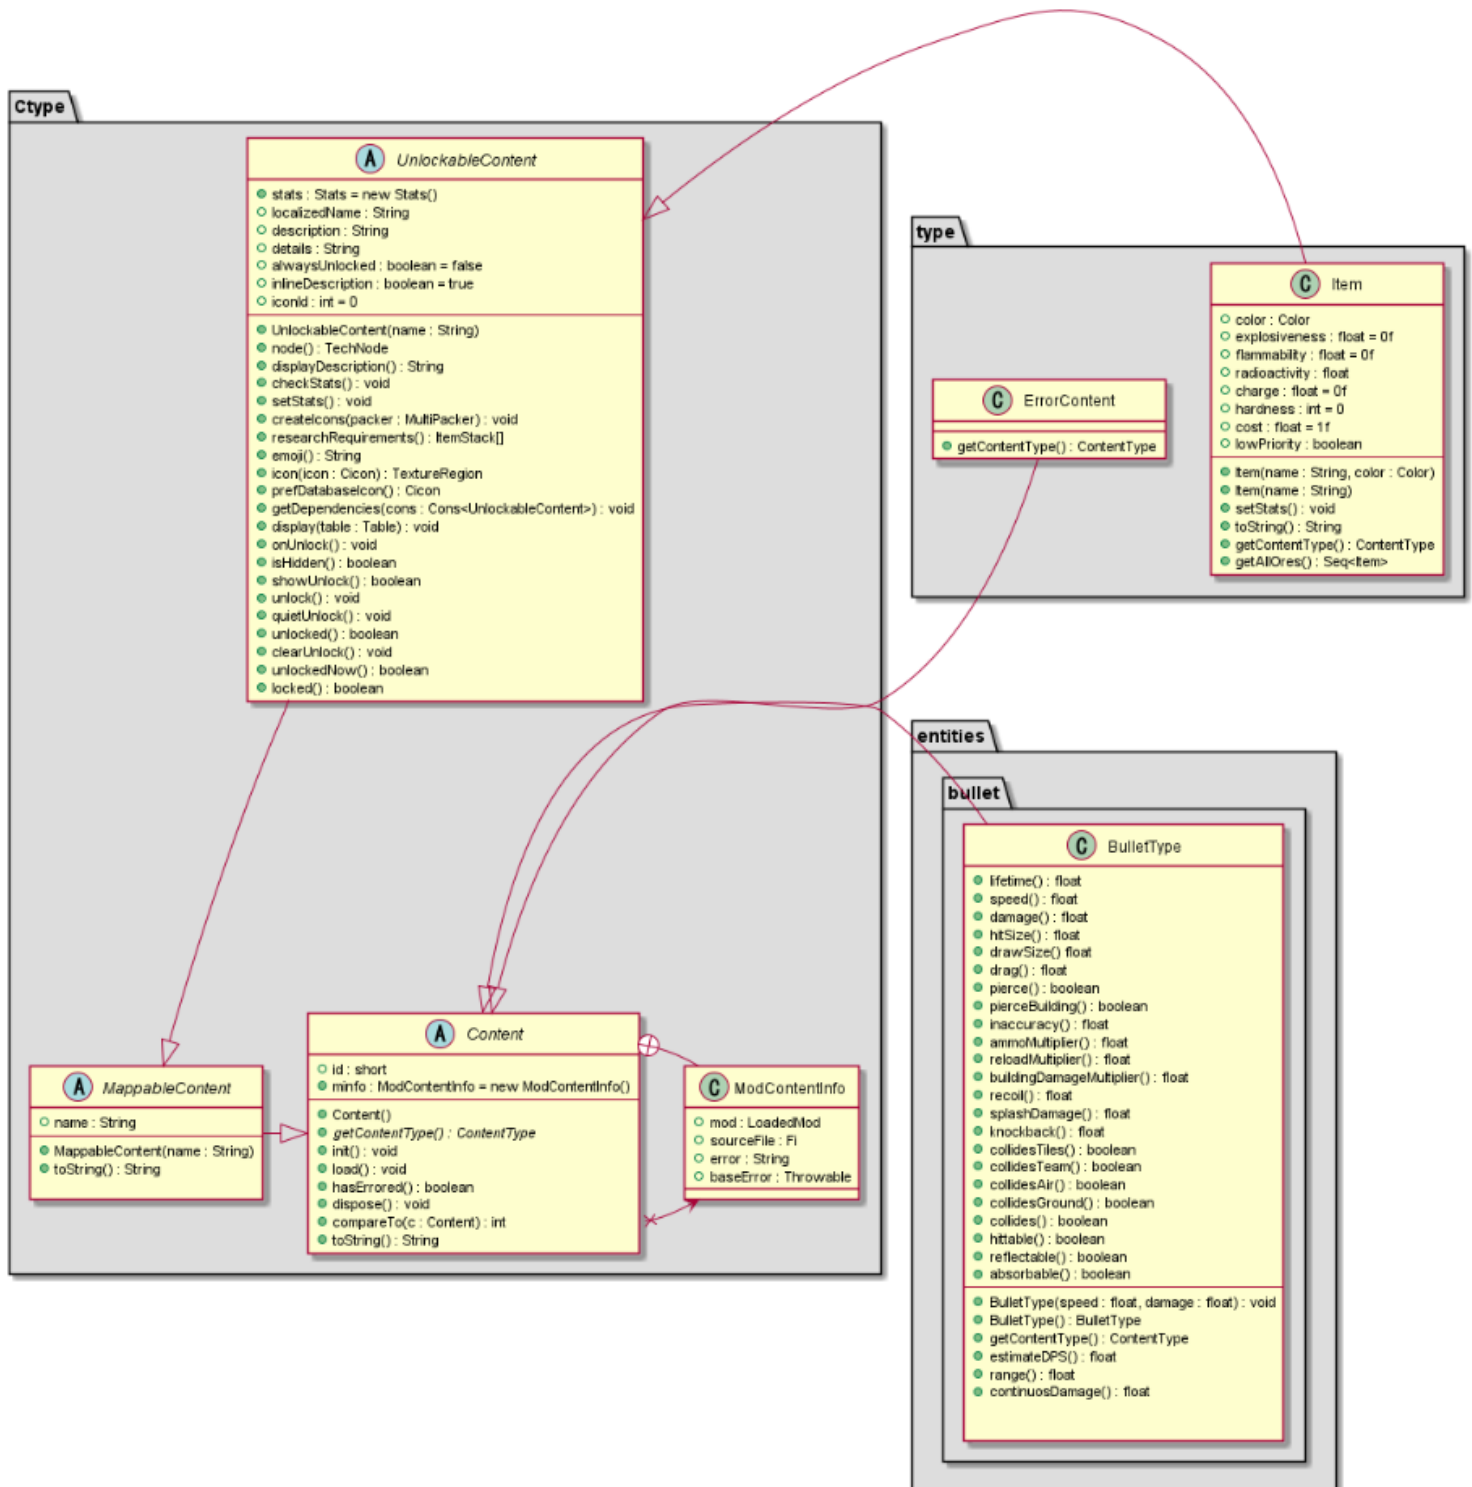 Ctype
A UnlockableContent
stats : Stats = new Stats()
localizedName : String
description : String
details : String
alwaysUnlocked : boolean = false
inlineDescription : boolean = true
iconId : int = 0
UnlockableContent(name : String)
node() : TechNode
displayDescription() : String
checkStats() : void
setStats() : void
createIcons(packer : MultiPacker) : void
researchRequirements() : ItemStack[]
emoji() : String
icon(icon : Cicon) : TextureRegion
prefDatabaseIcon() : Cicon
getDependencies(cons : Cons<UnlockableContent>) : void
display(table : Table) : void
onUnlock() : void
isHidden() : boolean
showUnlock() : boolean
unlock() : void
quietUnlock() : void
unlocked() : boolean
clearUnlock() : void
unlockedNow() : boolean
locked() : boolean
A MappableContent
name : String
MappableContent(name : String)
toString() : String
A Content
id : short
minfo : ModContentInfo = new ModContentInfo()
Content()
getContentType() : ContentType
init() : void
load() : void
hasErrored() : boolean
dispose() : void
compareTo(c : Content) : int
toString() : String
C ModContentInfo
mod : LoadedMod
sourceFile : Fi
error : String
baseError : Throwable
type
C ErrorContent
getContentType() : ContentType
C Item
color : Color
explosiveness : float = 0f
flammability : float = 0f
radioactivity : float
charge : float = 0f
hardness : int = 0
cost : float = 1f
lowPriority : boolean
Item(name : String, color : Color)
Item(name : String)
setStats() : void
toString() : String
getContentType() : ContentType
getAllOres() : Seq<Item>
entities
bullet
C BulletType
lifetime() : float
speed() : float
damage() : float
hitSize() : float
drawSize() float
drag() : float
pierce() : boolean
pierceBuilding() : boolean
inaccuracy() : float
ammoMultiplier() : float
reloadMultiplier() : float
buildingDamageMultiplier() : float
recoil() : float
splashDamage() : float
knockback() : float
collidesTiles() : boolean
collidesTeam() : boolean
collidesAir() : boolean
collidesGround() : boolean
collides() : boolean
hittable() : boolean
reflectable() : boolean
absorbable() : boolean
BulletType(speed : float, damage : float) : void
BulletType() : BulletType
getContentType() : ContentType
estimateDPS() : float
range() : float
continuosDamage() : float